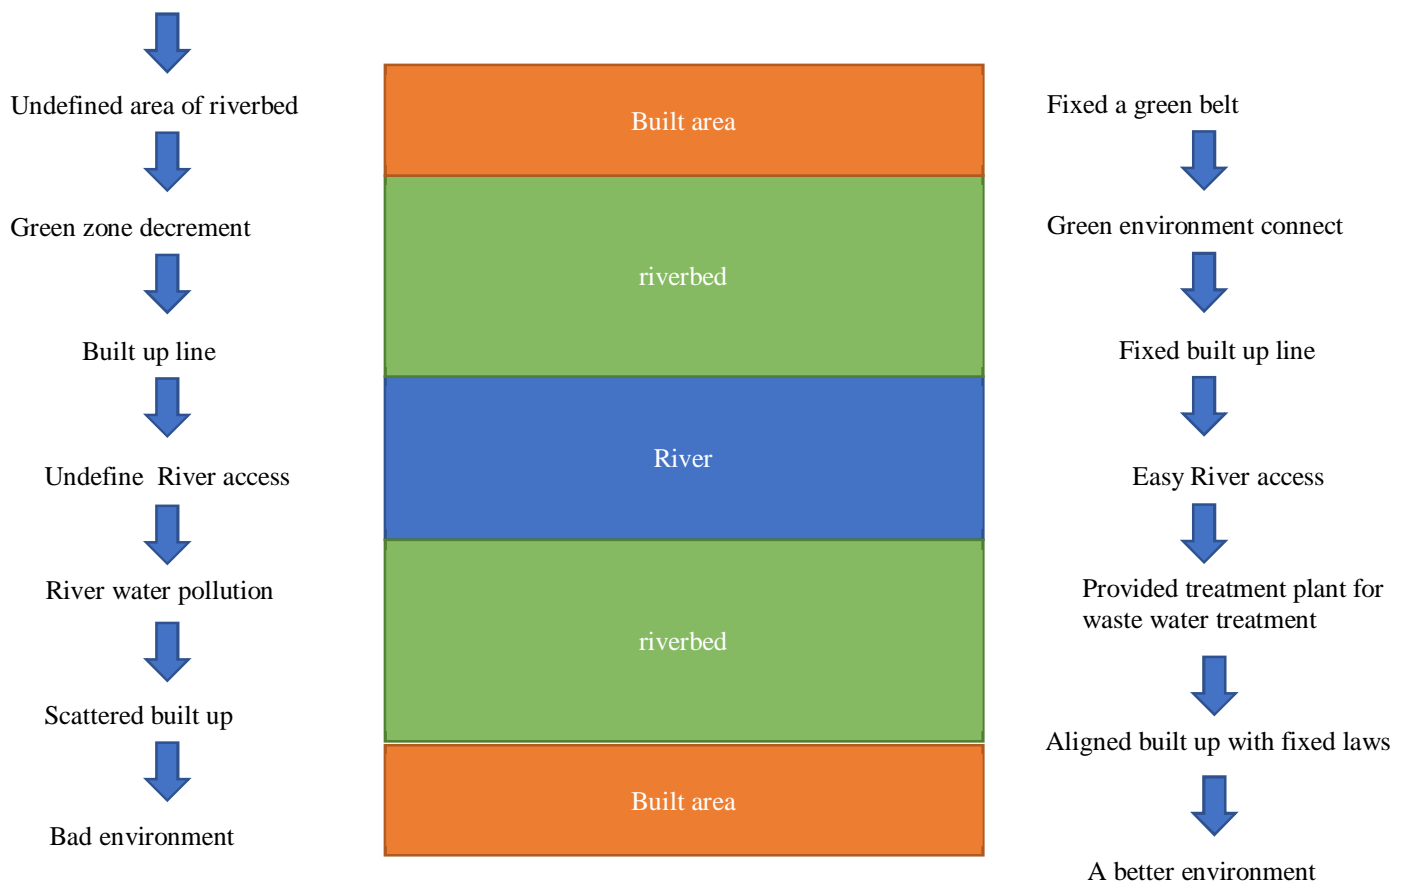 Undefined area of riverbed
Green zone decrement
Built up line
Undefine River access
River water pollution
Scattered built up
Bad environment
Built area
riverbed
River
riverbed
Built area
Fixed a green belt
Green environment connect
Fixed built up line
Easy River access
Provided treatment plant for
waste water treatment
Aligned built up with fixed laws
A better environment